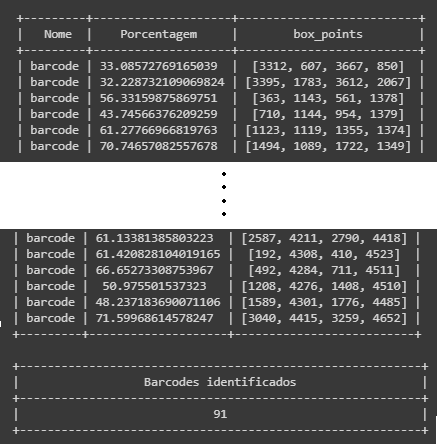 +---------+--------------------+--------------------------+
| Nome | Porcentagem | box_points |
+---------+--------------------+--------------------------+
| barcode | 33.08572769165039 | [3312, 607, 3667, 850] |
| barcode | 32.228732109069824 | [3395, 1783, 3612, 2067] |
| barcode | 56.33159875869751 | [363, 1143, 561, 1378] |
| barcode | 43.74566376209259 | [710, 1144, 954, 1379] |
| barcode | 61.27766966819763 | [1123, 1119, 1355, 1374] |
| barcode | 70.74657082557678 | [1494, 1089, 1722, 1349] |
| barcode | 61.13381385803223 | [2587, 4211, 2790, 4418] |
| barcode | 61.420828104019165 | [192, 4308, 410, 4523] |
| barcode | 66.65273308753967 | [492, 4284, 711, 4511] |
| barcode | 50.975501537323 | [1208, 4276, 1408, 4510] |
| barcode | 48.237183690071106 | [1589, 4301, 1776, 4485] |
| barcode | 71.59968614578247 | [3040, 4415, 3259, 4652] |
+---------+--------------------+--------------------------+
+---------------------------------------------------------+
| Barcodes identificados |
+---------------------------------------------------------+
| 91 |
+---------------------------------------------------------+